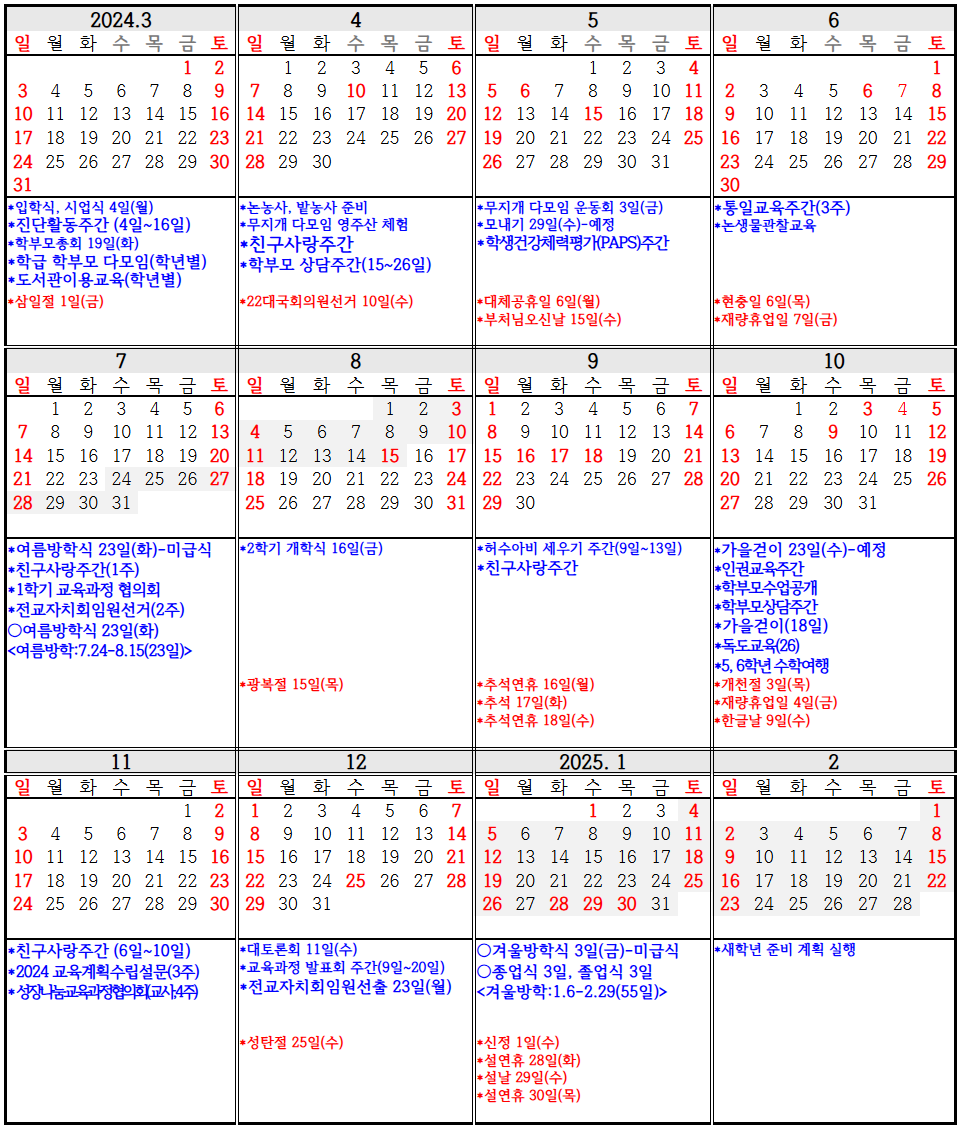 2024.3
일 월 화 수 목 금 토
1 2
3 4 5 6 7 8 9
10 11 12 13 14 15 16
17 18 19 20 21 22 23
24 25 26 27 28 29 30
31
*입학식, 시업식 4일(월)
*진단활동주간 (4일~16일)
*학부모총회 19일(화)
*학급 학부모 다모임(학년별)
*도서관이용교육(학년별)
*삼일절 1일(금)
4
일 월 화 수 목 금 토
1 2 3 4 5 6
7 8 9 10 11 12 13
14 15 16 17 18 19 20
21 22 23 24 25 26 27
28 29 30
*논농사, 밭농사 준비
*무지개 다모임 영주산 체험
*친구사랑주간
*학부모 상담주간(15~26일)
*22대국회의원선거 10일(수)
5
일 월 화 수 목 금 토
1 2 3 4
5 6 7 8 9 10 11
12 13 14 15 16 17 18
19 20 21 22 23 24 25
26 27 28 29 30 31
*무지개 다모임 운동회 3일(금)
*모내기 29일(수)-예정
*학생건강체력평가(PAPS)주간
*대체공휴일 6일(월)
*부처님오신날 15일(수)
6
일 월 화 수 목 금 토
1
2 3 4 5 6 7 8
9 10 11 12 13 14 15
16 17 18 19 20 21 22
23 24 25 26 27 28 29
30
*통일교육주간(3주)
*논생물관찰교육
*현충일 6일(목)
*재량휴업일 7일(금)
7
일 월 화 수 목 금 토
1 2 3 4 5 6
7 8 9 10 11 12 13
14 15 16 17 18 19 20
21 22 23 24 25 26 27
28 29 30 31
*여름방학식 23일(화)-미급식
*친구사랑주간(1주)
*1학기 교육과정 협의회
*전교자치회임원선거(2주)
○여름방학식 23일(화)
<여름방학:7.24-8.15(23일)>
8
일 월 화 수 목 금 토
1 2 3
4 5 6 7 8 9 10
11 12 13 14 15 16 17
18 19 20 21 22 23 24
25 26 27 28 29 30 31
*2학기 개학식 16일(금)
*광복절 15일(목)
9
일 월 화 수 목 금 토
1 2 3 4 5 6 7
8 9 10 11 12 13 14
15 16 17 18 19 20 21
22 23 24 25 26 27 28
29 30
*허수아비 세우기 주간(9일~13일)
*친구사랑주간
*추석연휴 16일(월)
*추석 17일(화)
*추석연휴 18일(수)
10
일 월 화 수 목 금 토
1 2 3 4 5
6 7 8 9 10 11 12
13 14 15 16 17 18 19
20 21 22 23 24 25 26
27 28 29 30 31
*가을걷이 23일(수)-예정
*인권교육주간
*학부모수업공개
*학부모상담주간
*가을걷이(18일)
*독도교육(26)
*5, 6학년 수학여행
*개천절 3일(목)
*재량휴업일 4일(금)
*한글날 9일(수)
11
일 월 화 수 목 금 토
1 2
3 4 5 6 7 8 9
10 11 12 13 14 15 16
17 18 19 20 21 22 23
24 25 26 27 28 29 30
*친구사랑주간 (6일~10일)
*2024 교육계획수립설문(3주)
*성장나눔교육과정협의회(교사,4주)
12
일 월 화 수 목 금 토
1 2 3 4 5 6 7
8 9 10 11 12 13 14
15 16 17 18 19 20 21
22 23 24 25 26 27 28
29 30 31
*대토론회 11일(수)
*교육과정 발표회 주간(9일~20일)
*전교자치회임원선출 23일(월)
*성탄절 25일(수)
2025. 1
일 월 화 수 목 금 토
1 2 3 4
5 6 7 8 9 10 11
12 13 14 15 16 17 18
19 20 21 22 23 24 25
26 27 28 29 30 31
○겨울방학식 3일(금)-미급식
○종업식 3일, 졸업식 3일
<겨울방학:1.6-2.29(55일)>
*신정 1일(수)
*설연휴 28일(화)
*설날 29일(수)
*설연휴 30일(목)
2
일 월 화 수 목 금 토
1
2 3 4 5 6 7 8
9 10 11 12 13 14 15
16 17 18 19 20 21 22
23 24 25 26 27 28
*새학년 준비 계획 실행